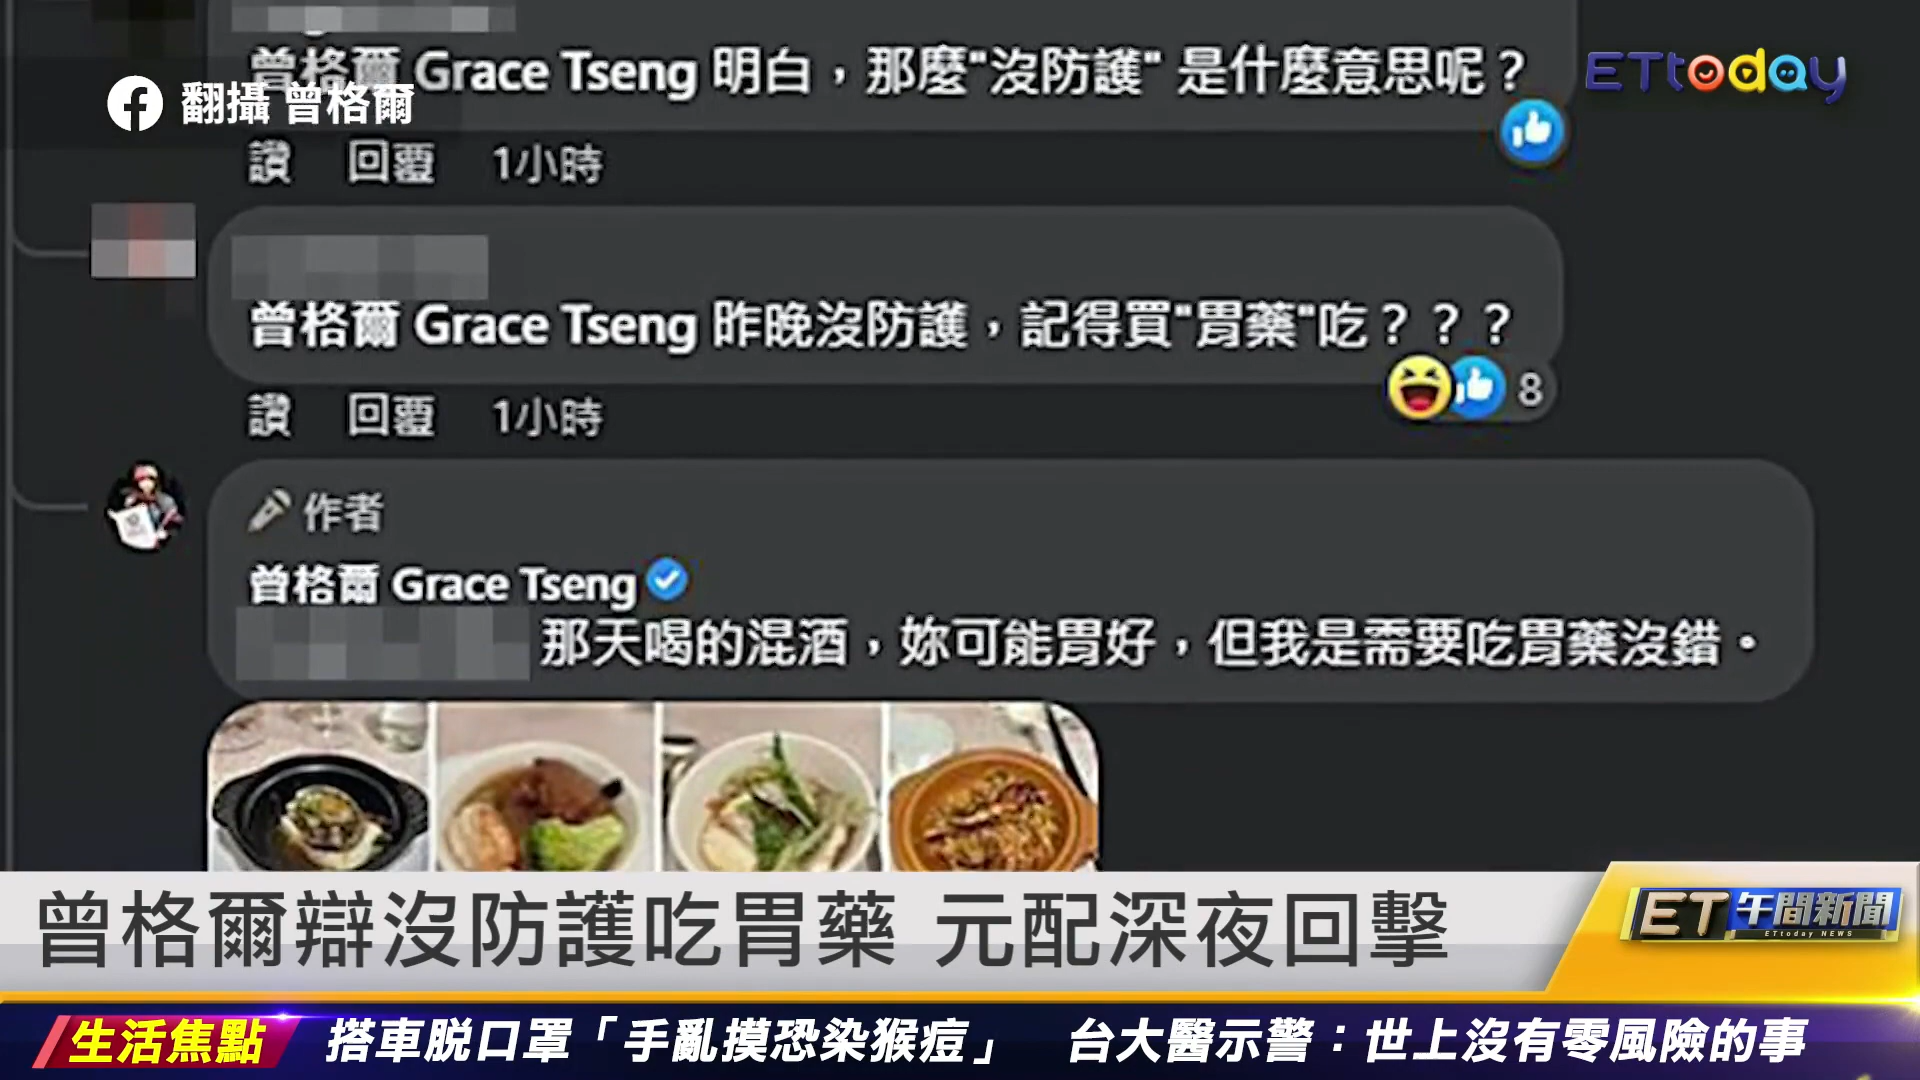 曾格爾 Grace Tseng 明白，那麼"沒防護" 是什麼意思呢？
ETtoday
翻攝 曾格爾
讚 回覆 1小時
曾格爾 Grace Tseng 昨晚沒防護，記得買"胃藥"吃？？？
8
讚 回覆 1小時
作者
曾格爾 Grace Tseng
那天喝的混酒，妳可能胃好，但我是需要吃胃藥沒錯。
曾格爾辯沒防護吃胃藥 元配深夜回擊
ET午間新聞
ETtoday NEWS
生活焦點 搭車脫口罩「手亂摸恐染猴痘」 台大醫示警：世上沒有零風險的事